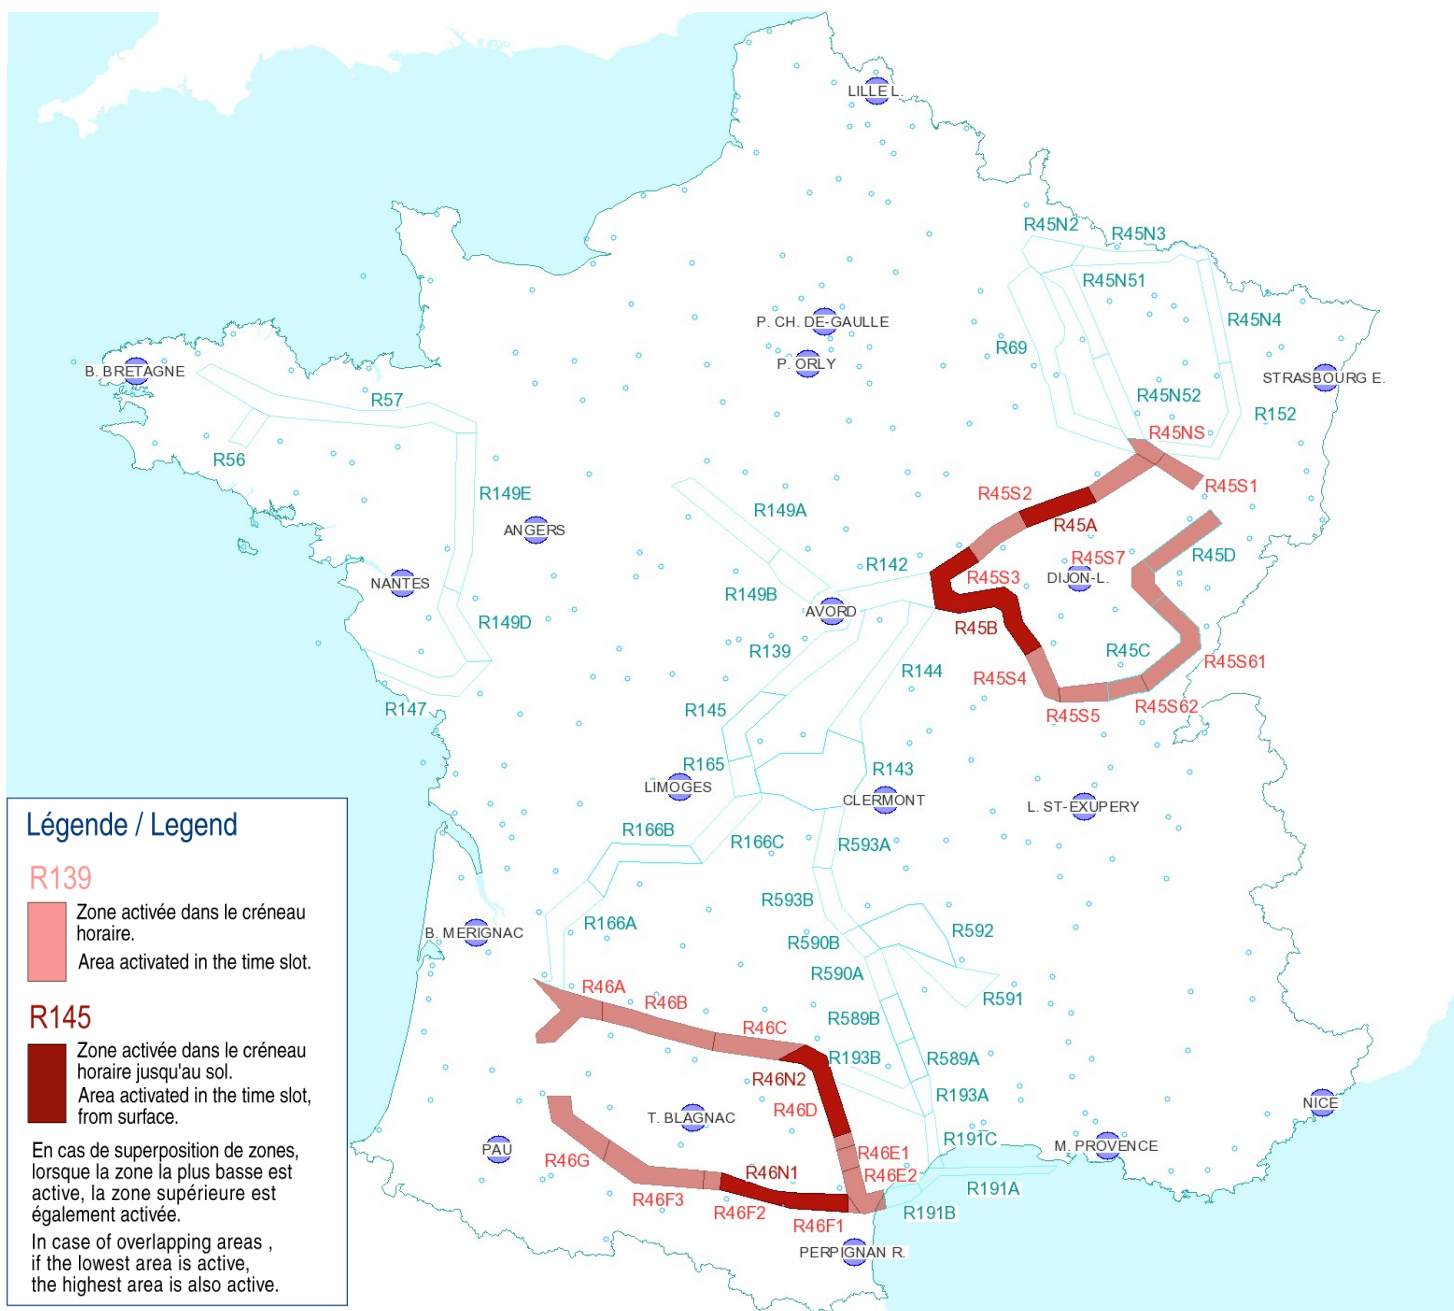 LILLE L.
R45N2
R45N3
R45N51
P. CH. DE-GAULLE
R45N4
R69
P. ORLY
B. BRETAGNE
STRASBOURG E.
R57
R45N52
R152
R45NS
R56
R45S1
R149E
R45S2
R149A
R45A
ANGERS
R45S7
R45D
R142
R45S3
DIJON-L.
NANTES
R149B
AVORD
R149D
R45B
R139
R45C
R45S61
R144
R45S4
R147
R145
R45S5
R45S62
R165
R143
LIMOGES
CLERMONT
L. ST-EXUPERY
R166B
R166C
R593A
R593B
R166A
B. MERIGNAC
R592
R590B
R590A
R46A
R46B
R591
R46C
R589B
R193B
R589A
R46N2
R193A
R46D
NICE
T. BLAGNAC
R191C
PAU
M. PROVENCE
R46G
R46E1
R46N1
R46E2
R46F3
R191A
R46F2
R191B
R46F1
PERPIGNAN R.
Légende / Legend
R139
Zone activée dans le créneau
horaire.
Area activated in the time slot.
R145
Zone activée dans le créneau
horaire jusqu'au sol.
Area activated in the time slot,
from surface.
En cas de superposition de zones,
lorsque la zone la plus basse est
active, la zone supérieure est
également activée.
In case of overlapping areas ,
if the lowest area is active,
the highest area is also active.